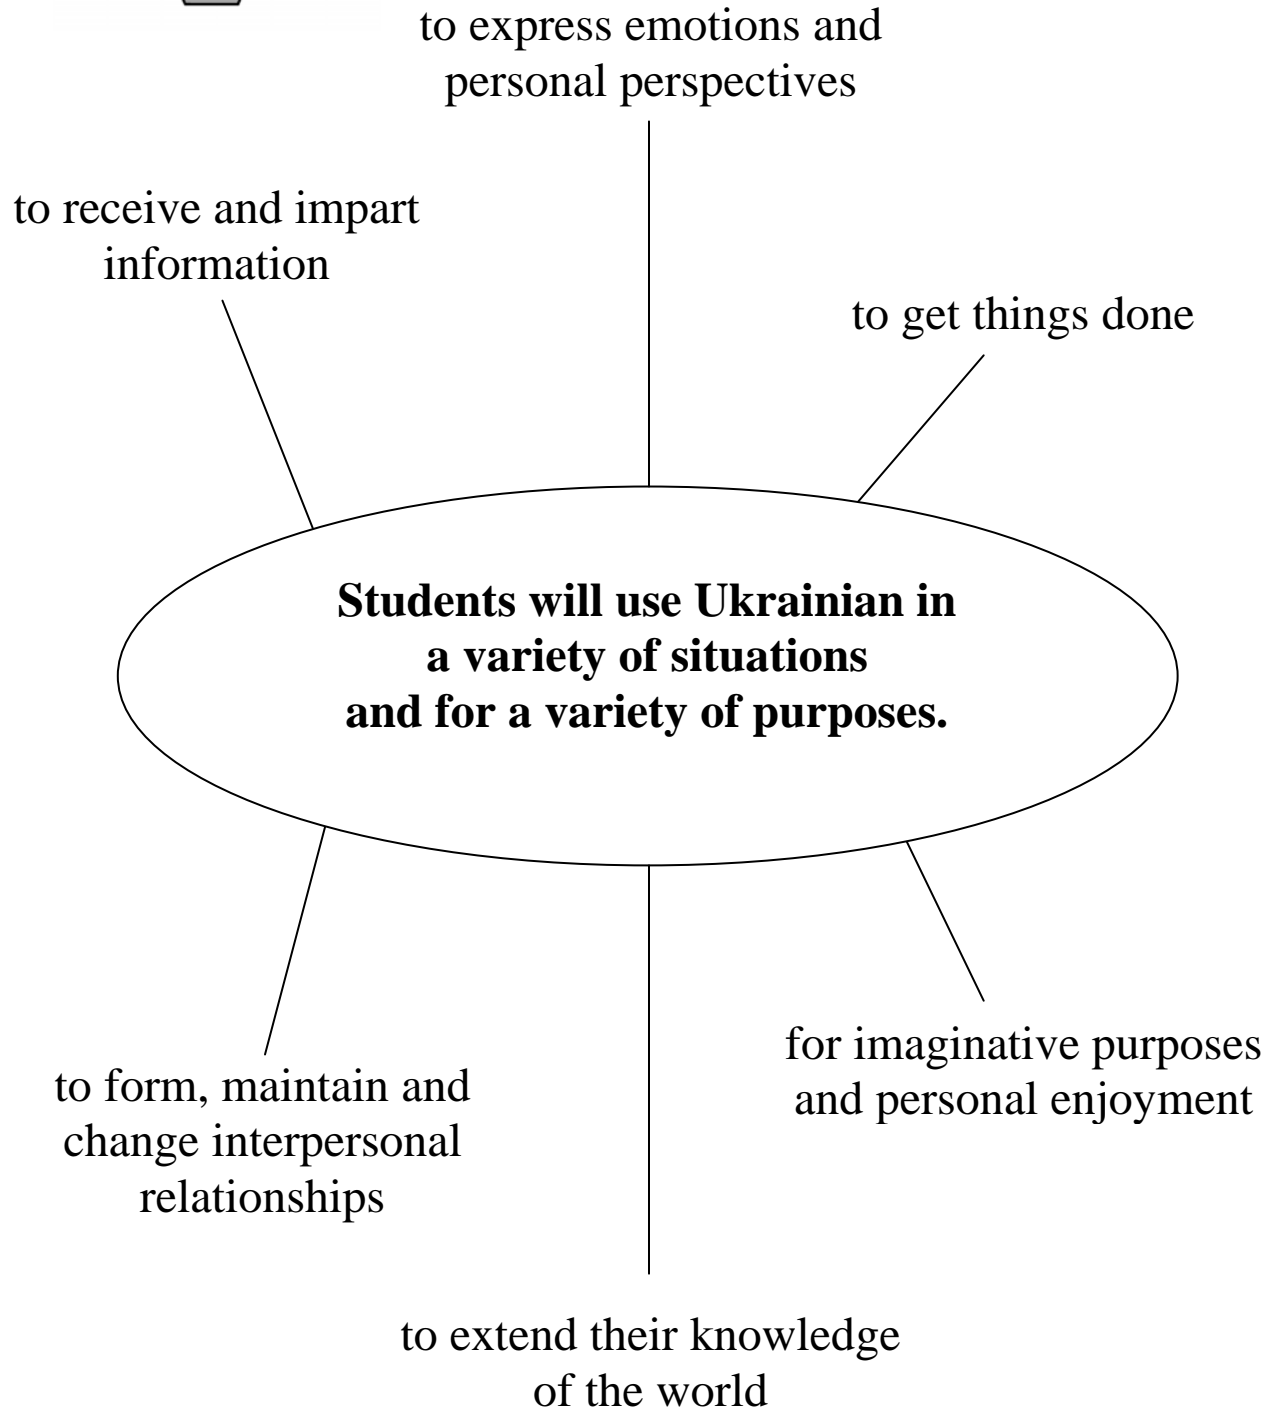 to express emotions and
personal perspectives
to receive and impart
information
to get things done
Students will use Ukrainian in
a variety of situations
and for a variety of purposes.
for imaginative purposes
and personal enjoyment
to form, maintain and
change interpersonal
relationships
to extend their knowledge
of the world